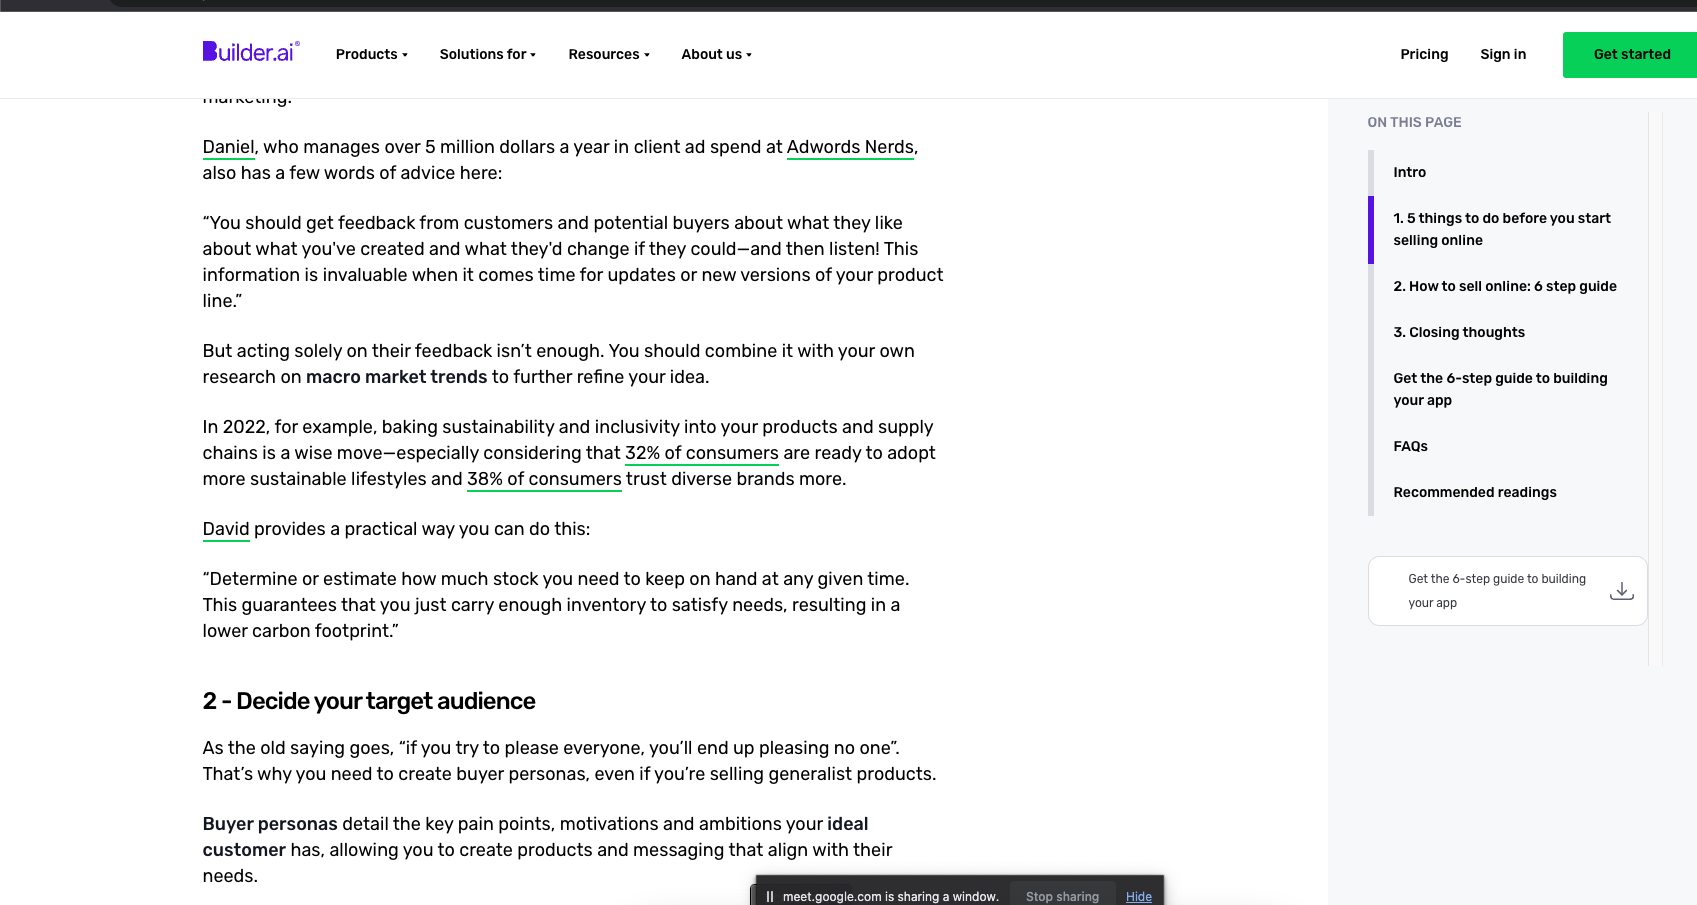 Builder.ai®
Products
Solutions for
Resources
About us
Pricing
Sign in
Get started
marketing.
Daniel, who manages over 5 million dollars a year in client ad spend at Adwords Nerds,
also has a few words of advice here:
“You should get feedback from customers and potential buyers about what they like
about what you've created and what they'd change if they could—and then listen! This
information is invaluable when it comes time for updates or new versions of your product
line.”
But acting solely on their feedback isn’t enough. You should combine it with your own
research on macro market trends to further refine your idea.
In 2022, for example, baking sustainability and inclusivity into your products and supply
chains is a wise move—especially considering that 32% of consumers are ready to adopt
more sustainable lifestyles and 38% of consumers trust diverse brands more.
David provides a practical way you can do this:
“Determine or estimate how much stock you need to keep on hand at any given time.
This guarantees that you just carry enough inventory to satisfy needs, resulting in a
lower carbon footprint.”
2 - Decide your target audience
As the old saying goes, “if you try to please everyone, you’ll end up pleasing no one”.
That’s why you need to create buyer personas, even if you’re selling generalist products.
Buyer personas detail the key pain points, motivations and ambitions your ideal
customer has, allowing you to create products and messaging that align with their
needs.
ON THIS PAGE
Intro
1. 5 things to do before you start
selling online
2. How to sell online: 6 step guide
3. Closing thoughts
Get the 6-step guide to building
your app
FAQs
Recommended readings
Get the 6-step guide to building
your app
meet.google.com is sharing a window.
Stop sharing
Hide